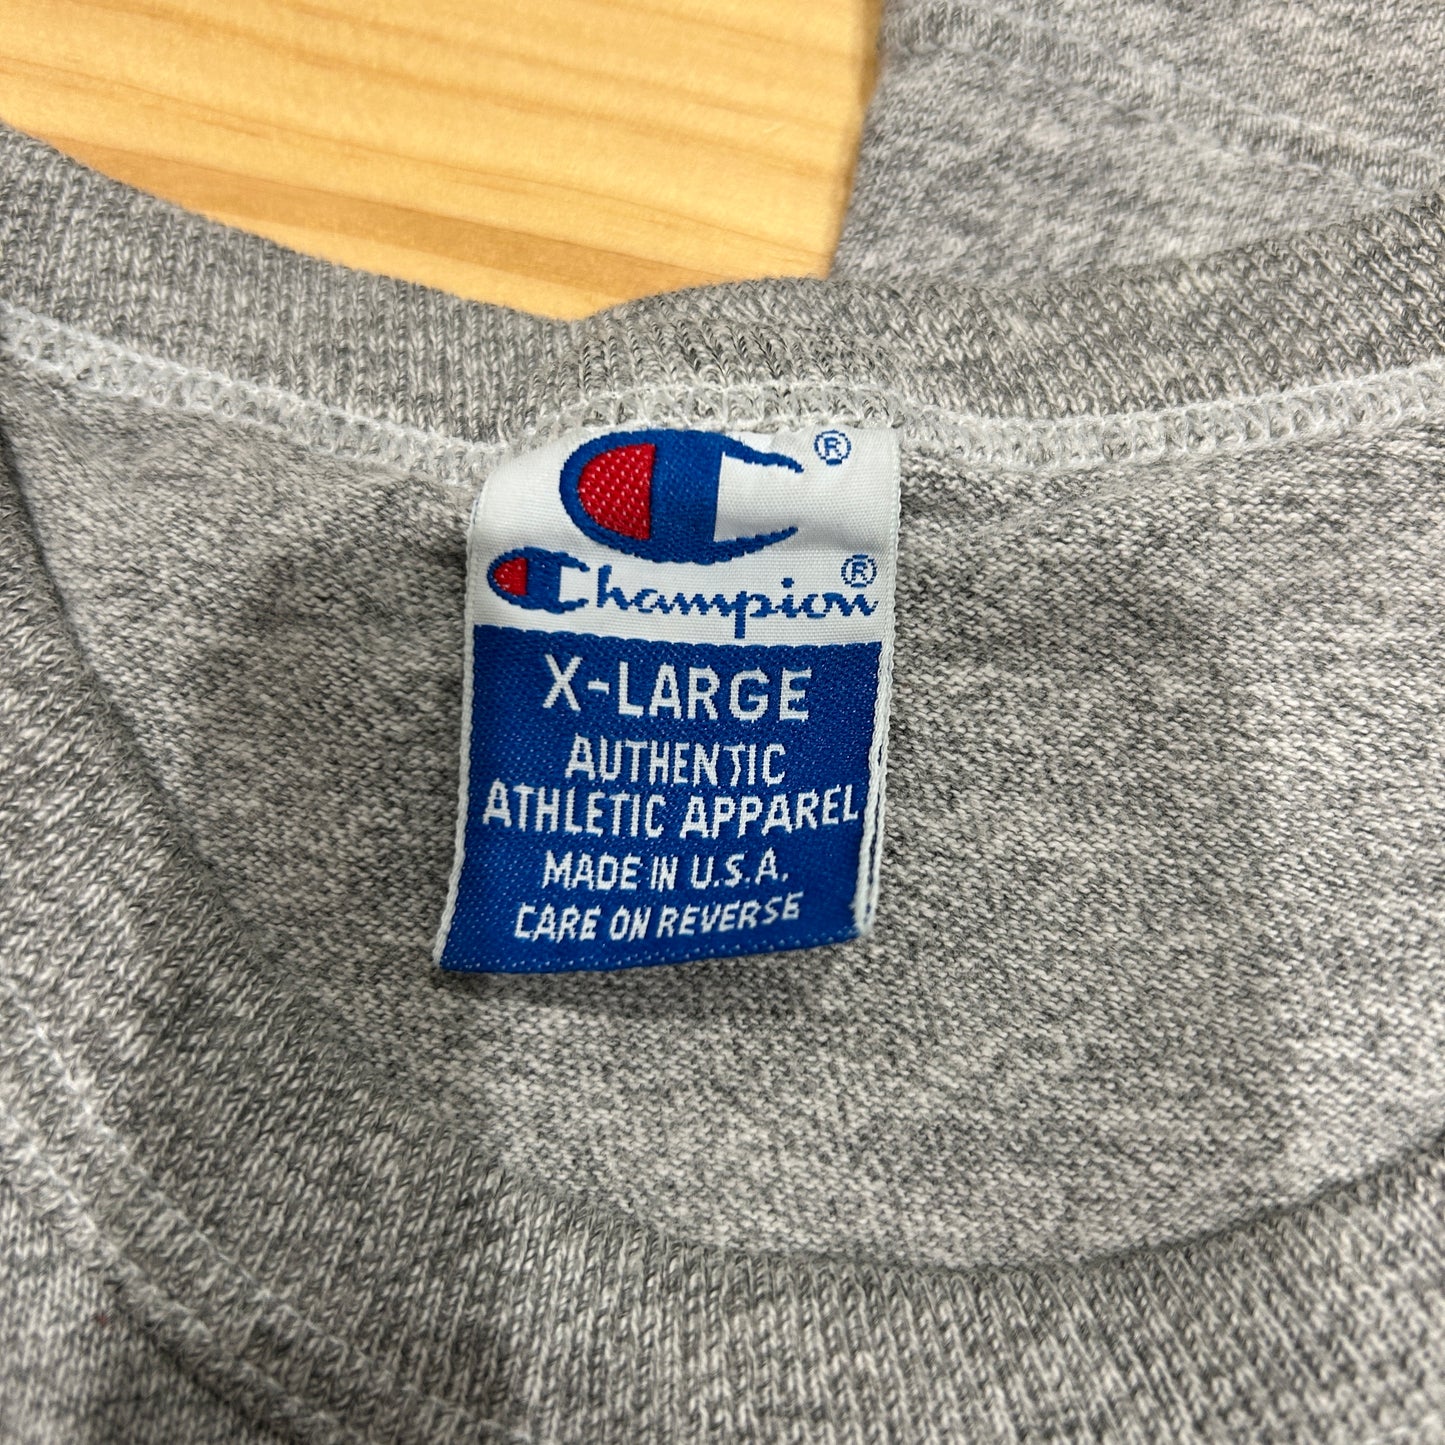 ®
Champion®
X-LARGE
AUTHENTIC
ATHLETIC APPAREL
MADE IN U.S.A.
CARE ON REVERSE